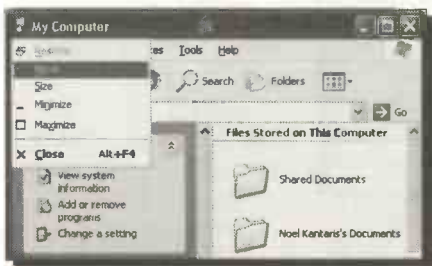 My Computer
es Tools Help
Size
Search Folders
Minimize
Go
Maximize
Files Stored on This Computer
Close Alt+F4
View system
information
Shared Documents
Add or remove
programs
Change a setting
Noel Kantaris's Documents